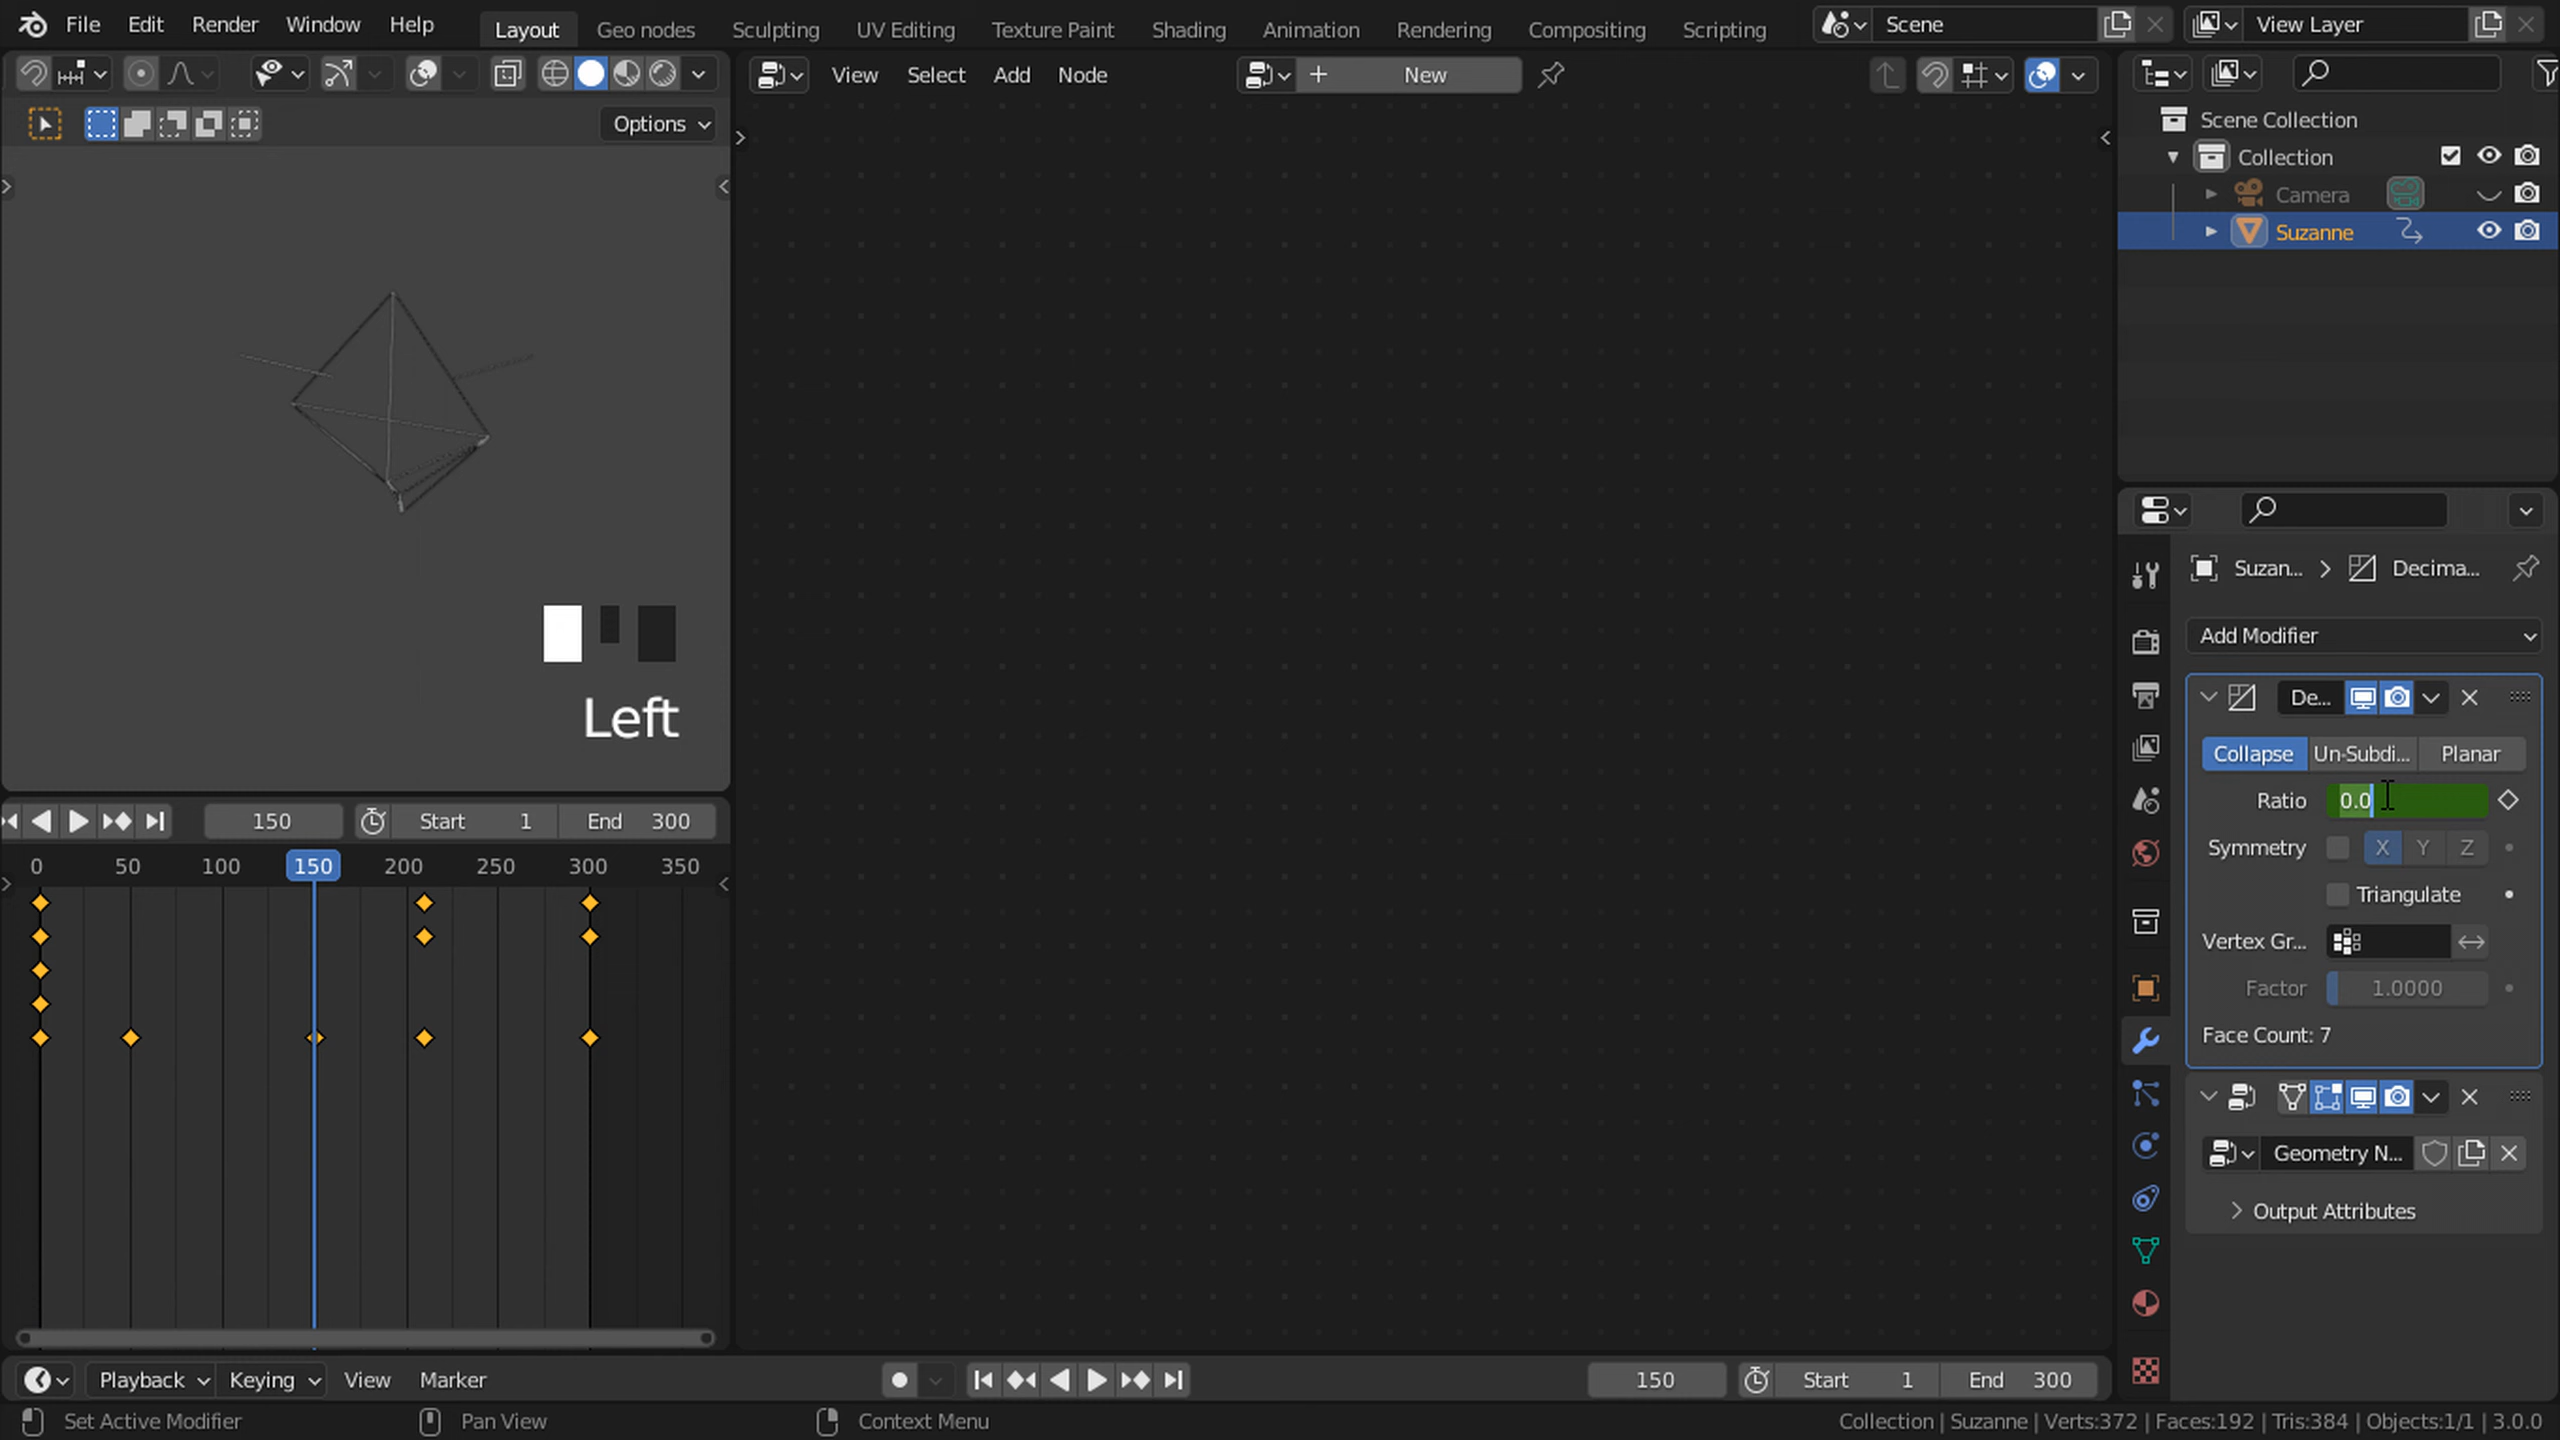 File Edit Render Window Help Layout Geo nodes Sculpting UV Editing Texture Paint Shading Animation Rendering Compositing Scripting Scene View Layer
View Select Add Node New
Options
Scene Collection
Collection
Camera
Suzanne
Suzan... Decima...
Add Modifier
De...
Collapse Un-Subdi... Planar
Ratio 0.0
Symmetry X Y Z
Triangulate
Vertex Gr...
Factor 1.0000
Face Count: 7
Geometry N...
Output Attributes
Left
150 Start 1 End 300
0 50 100 150 200 250 300 350
Playback Keying View Marker 150 Start 1 End 300
Set Active Modifier Pan View Context Menu Collection | Suzanne | Verts:372 | Faces:192 | Tris:384 | Objects:1/1 | 3.0.0